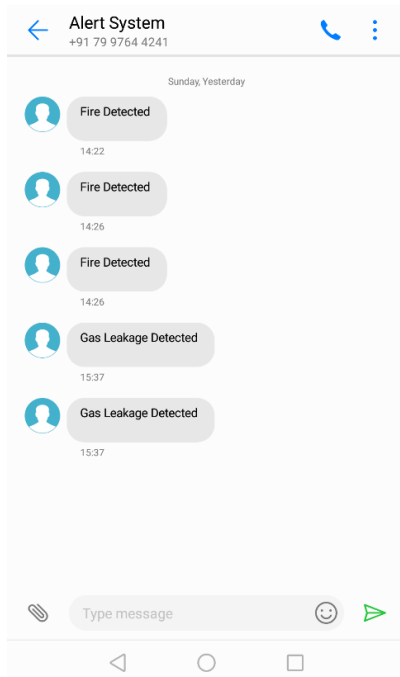 Alert System
+91 79 9764 4241
Sunday, Yesterday
Fire Detected
14:22
Fire Detected
14:26
Fire Detected
14:26
Gas Leakage Detected
15:37
Gas Leakage Detected
15:37
Type message